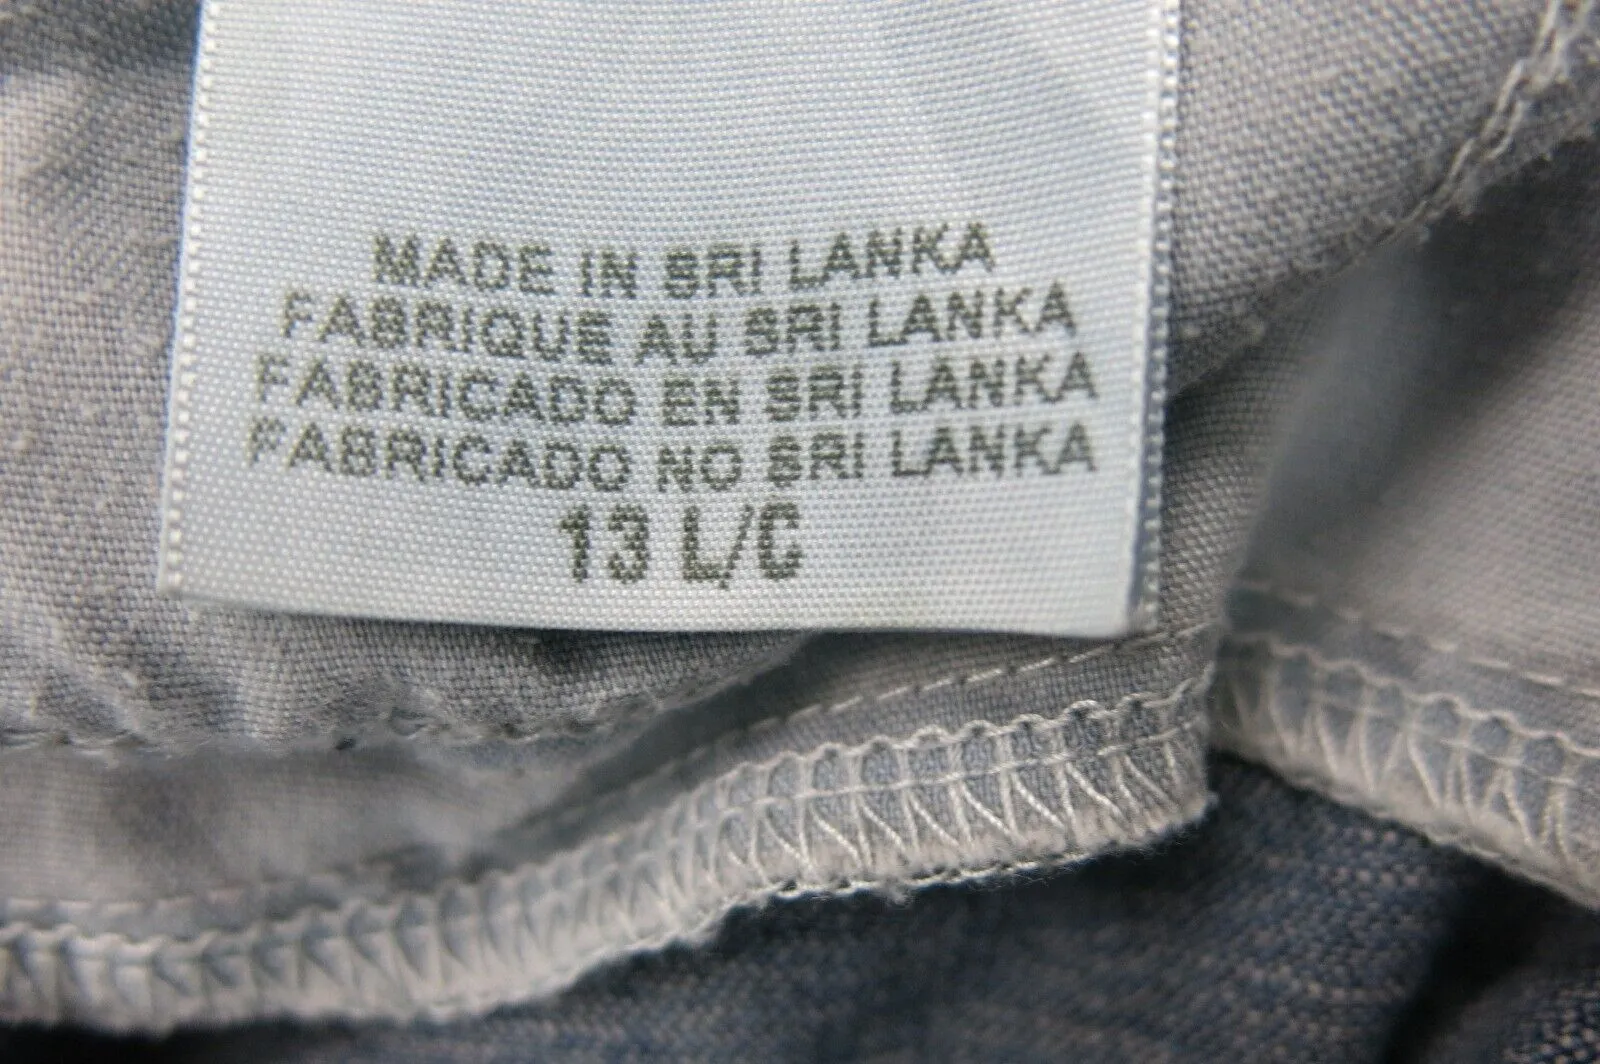 MADE IN SRI LANKA
FABRIQUE AU SRI LANKA
FABRICADO EN SRI LANKA
FABRICADO NO SRI LANKA
13 L/C